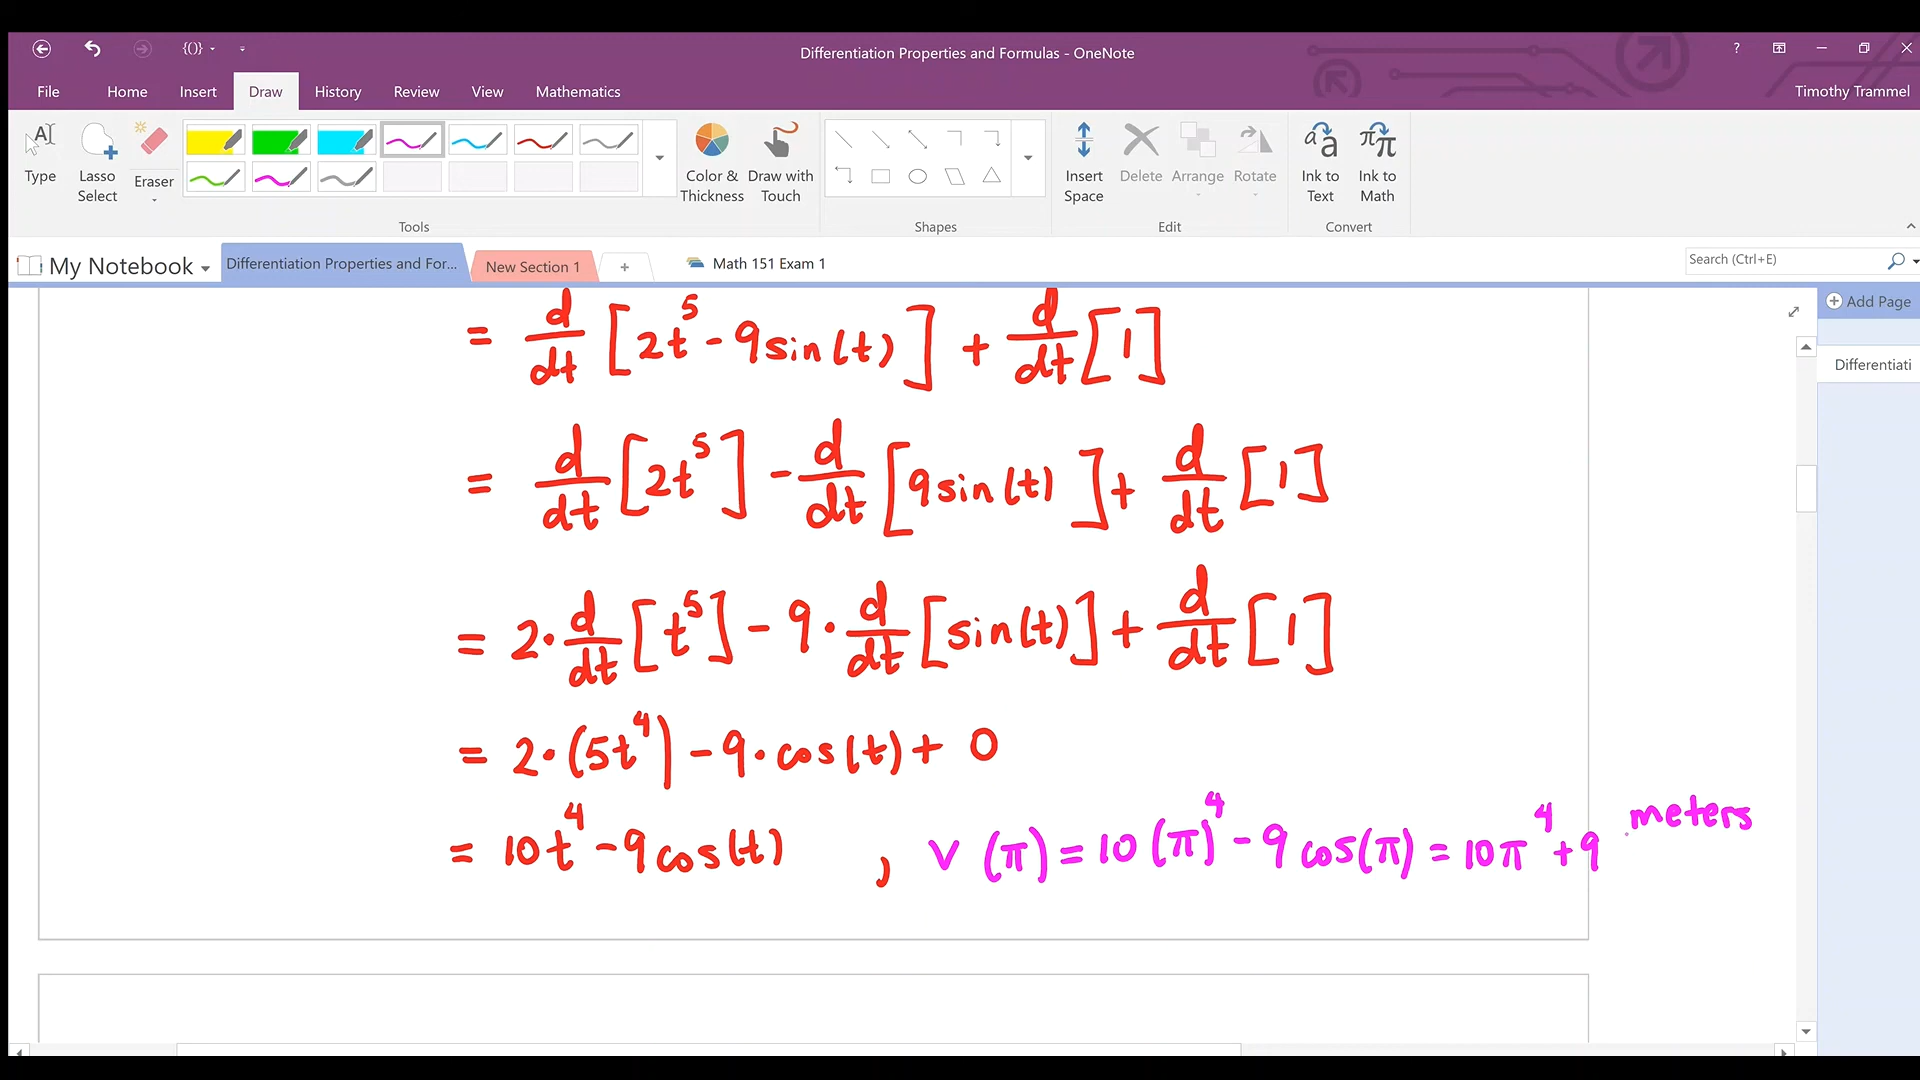 Differentiation Properties and Formulas - OneNote
?
File Home Insert Draw History Review View Mathematics
Timothy Trammel
Type
Lasso Select
Eraser
Color & Thickness
Draw with Touch
Insert Space
Delete
Arrange
Rotate
Ink to Text
Ink to Math
Tools
Shapes
Edit
Convert
My Notebook
Differentiation Properties and For...
New Section 1
+
Math 151 Exam 1
Search (Ctrl+E)
Add Page
Differentiati
= d/dt [2t^5 - 9sin(t)] + d/dt [1]
= d/dt [2t^5] - d/dt [9sin(t)] + d/dt [1]
= 2·d/dt [t^5] - 9·d/dt [sin(t)] + d/dt [1]
= 2·(5t^4) - 9·cos(t) + 0
= 10t^4 - 9cos(t) , v(π) = 10(π)^4 - 9cos(π) = 10π^4 + 9 meters